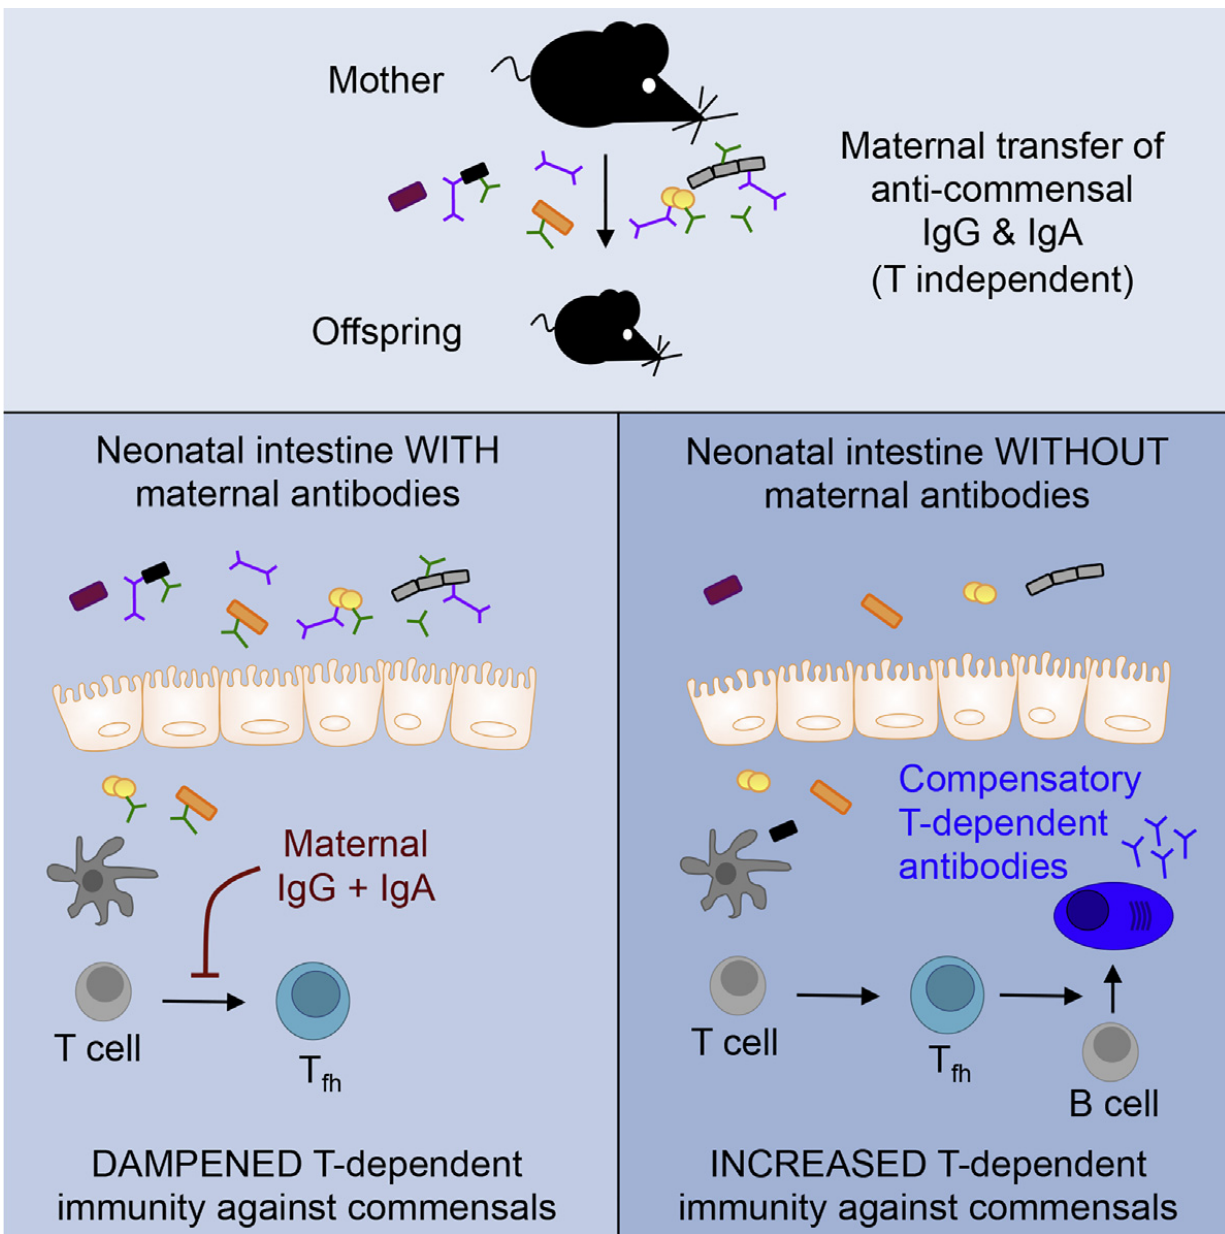 Mother
Maternal transfer of
anti-commensal
IgG & IgA
(T independent)
Offspring
Neonatal intestine WITH
maternal antibodies
Maternal
IgG + IgA
T cell
Tfh
DAMPENED T-dependent
immunity against commensals
Neonatal intestine WITHOUT
maternal antibodies
Compensatory
T-dependent
antibodies
T cell
Tfh
B cell
INCREASED T-dependent
immunity against commensals